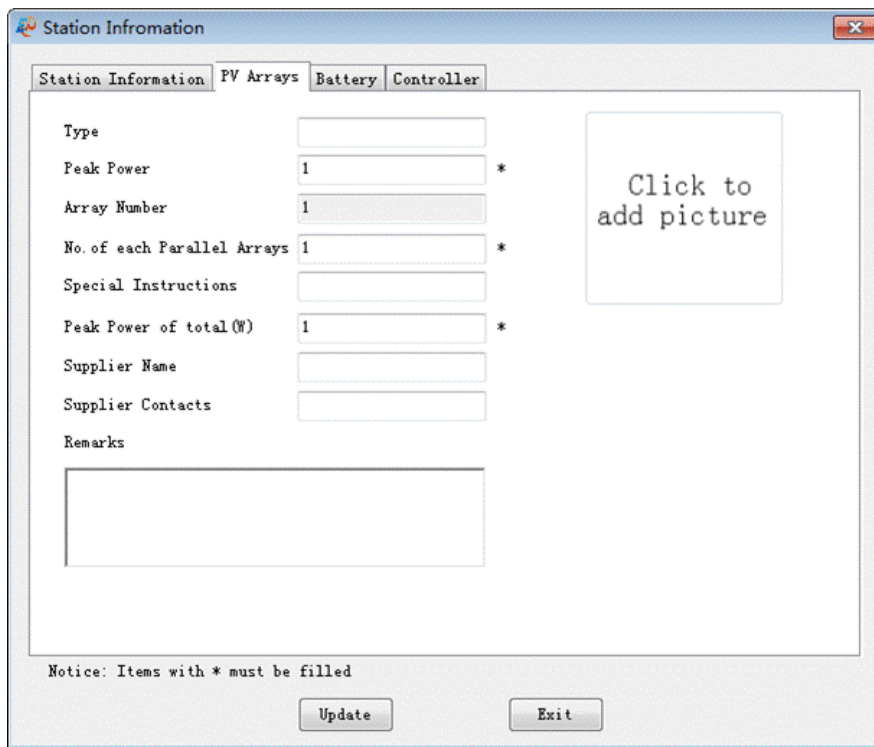 Station Infromation
Station Information PV Arrays Battery Controller
Type
Peak Power 1 *
Array Number 1
No.of each Parallel Arrays 1 *
Special Instructions
Peak Power of total(W) 1 *
Supplier Name
Supplier Contacts
Remarks
Click to
add picture
Notice: Items with * must be filled
Update Exit